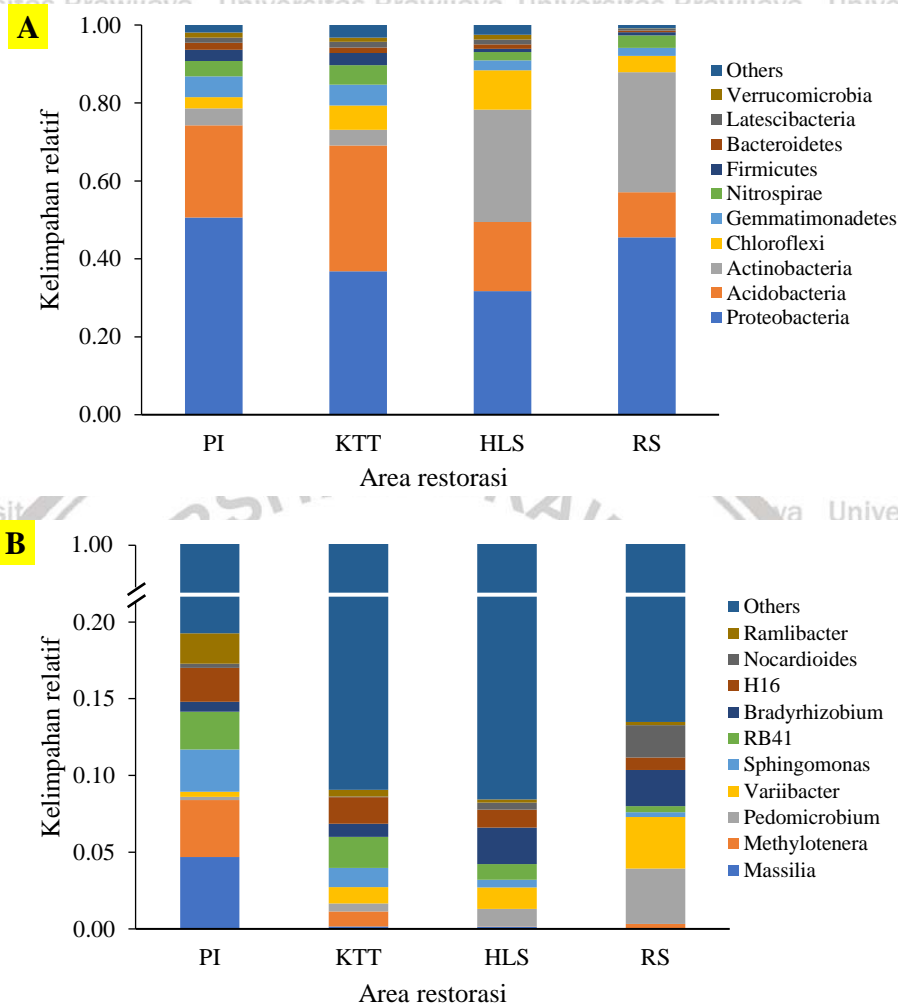 A
1.00
0.80
0.60
0.40
0.20
0.00
Kelimpahan relatif
PI KTT HLS RS
Area restorasi
Others
Verrucomicrobia
Latescibacteria
Bacteroidetes
Firmicutes
Nitrospirae
Gemmatimonadetes
Chloroflexi
Actinobacteria
Acidobacteria
Proteobacteria
B
1.00
0.20
0.15
0.10
0.05
0.00
Kelimpahan relatif
PI KTT HLS RS
Area restorasi
Others
Ramlibacter
Nocardioides
H16
Bradyrhizobium
RB41
Sphingomonas
Variibacter
Pedomicrobium
Methylotenera
Massilia